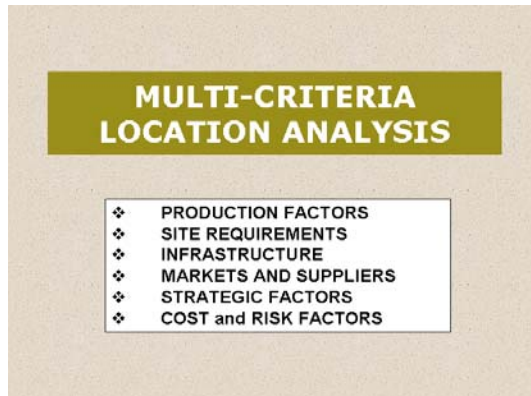 MULTI-CRITERIA
LOCATION ANALYSIS
❖ PRODUCTION FACTORS
❖ SITE REQUIREMENTS
❖ INFRASTRUCTURE
❖ MARKETS AND SUPPLIERS
❖ STRATEGIC FACTORS
❖ COST and RISK FACTORS